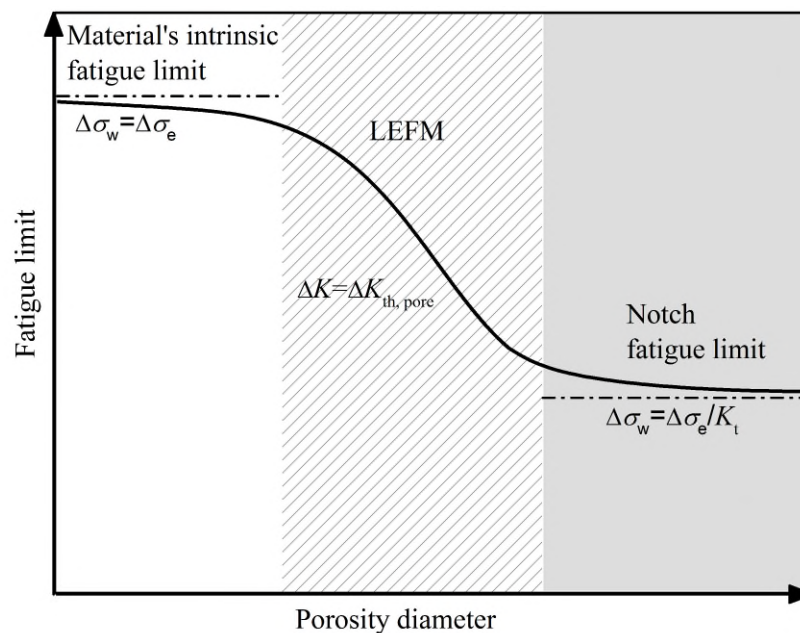 Material's intrinsic
fatigue limit
Δσw=Δσe
LEFM
Fatigue limit
ΔK=ΔKth, pore
Notch
fatigue limit
Δσw=Δσe/Kt
Porosity diameter